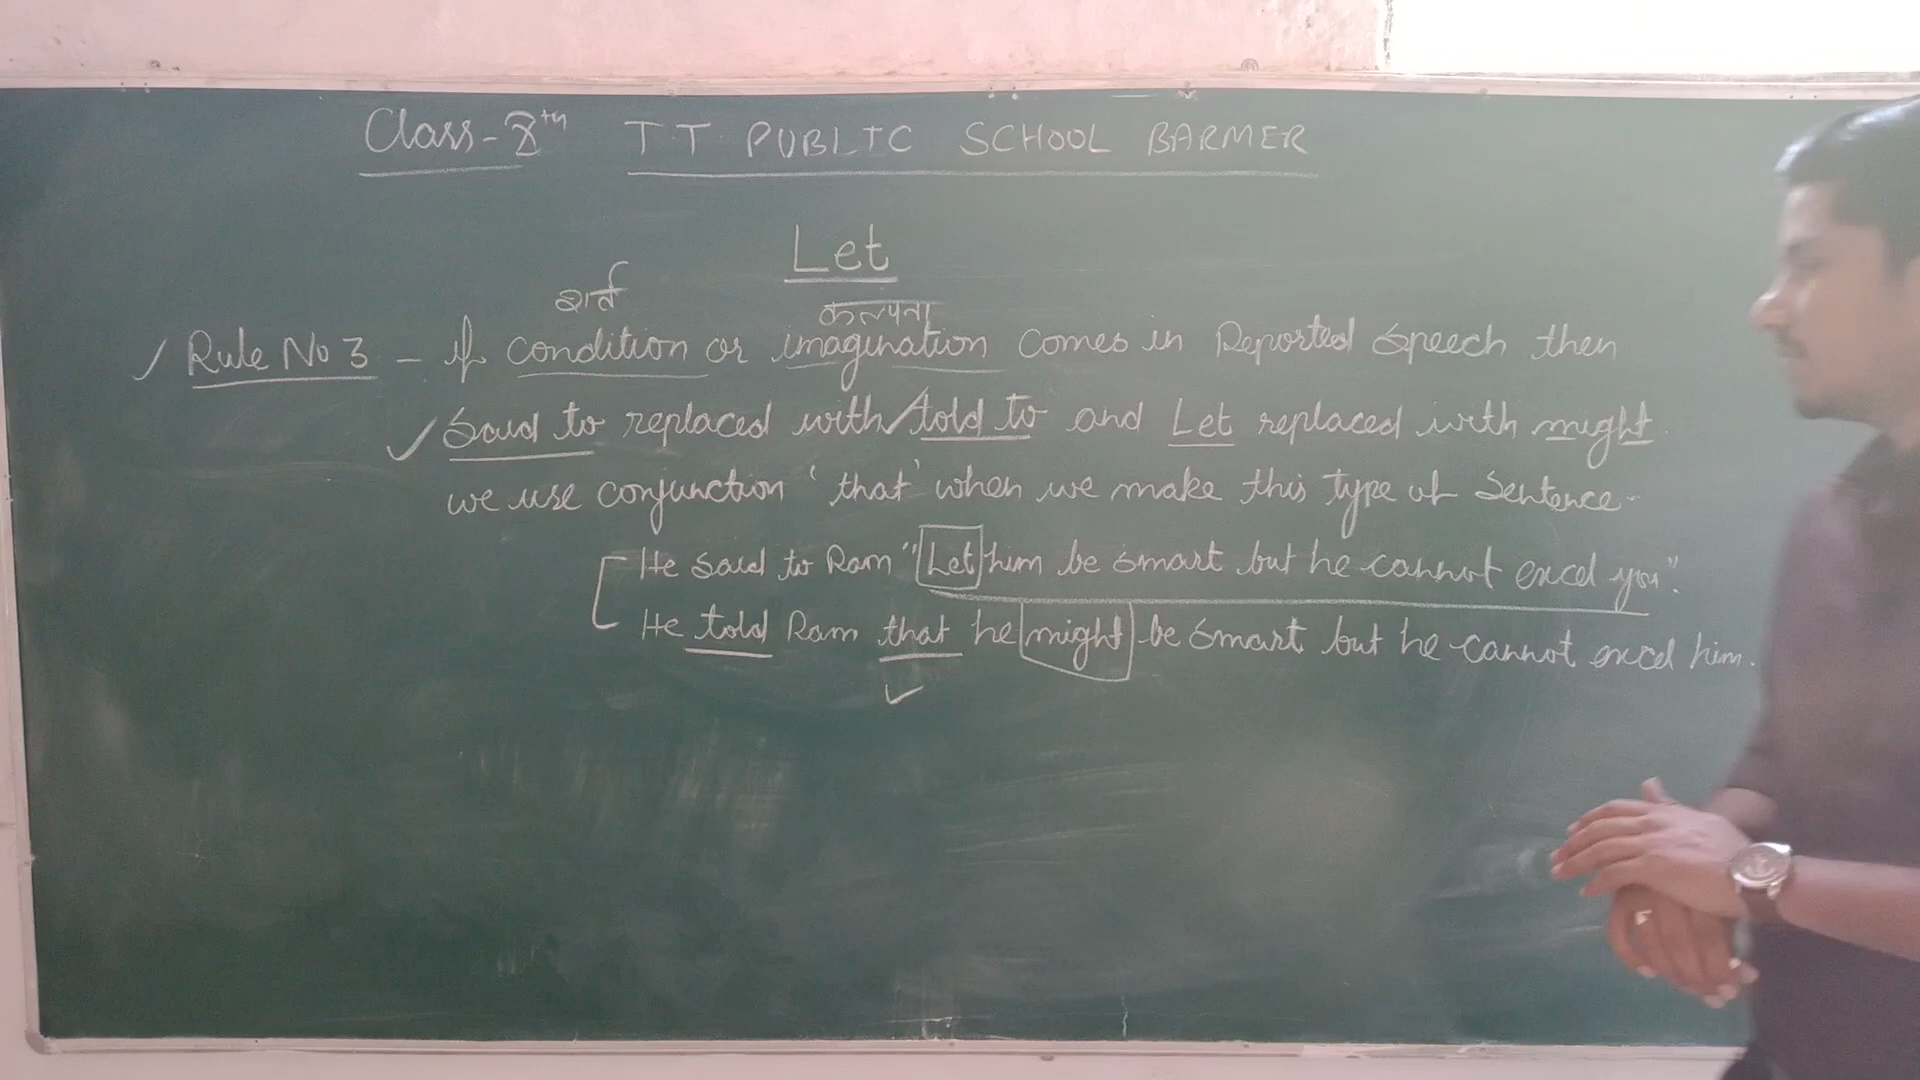 Class-8th TT PUBLIC SCHOOL BARMER
Let
शर्त कल्पना
Rule No 3 - if condition or imagination comes in Reported speech then
Said to replaced with told to and Let replaced with might
we use conjunction 'that' when we make this type of Sentence.
He said to Ram "Let him be smart but he cannot excel you".
He told Ram that he might be smart but he cannot excel him.